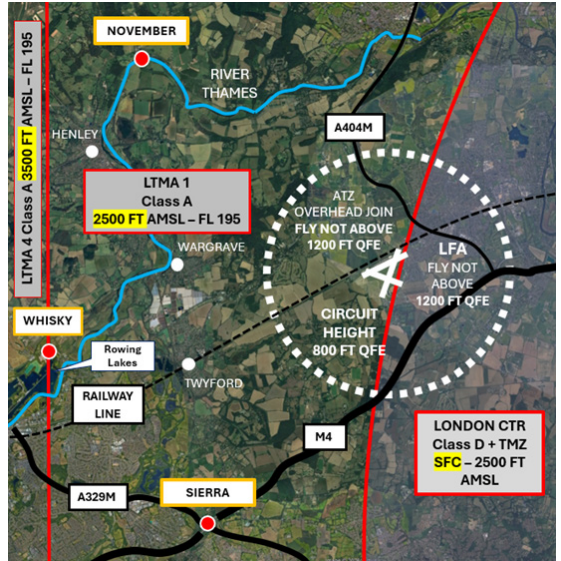 LTMA 4 Class A 3500 FT AMSL – FL 195
NOVEMBER
RIVER
THAMES
A404M
HENLEY
LTMA 1
Class A
2500 FT AMSL – FL 195
ATZ
OVERHEAD JOIN
FLY NOT ABOVE
1200 FT QFE
WARGRAVE
LFA
FLY NOT
ABOVE
1200 FT QFE
CIRCUIT
HEIGHT
800 FT QFE
WHISKY
Rowing
Lakes
TWYFORD
RAILWAY
LINE
M4
LONDON CTR
Class D + TMZ
SFC – 2500 FT
AMSL
A329M
SIERRA